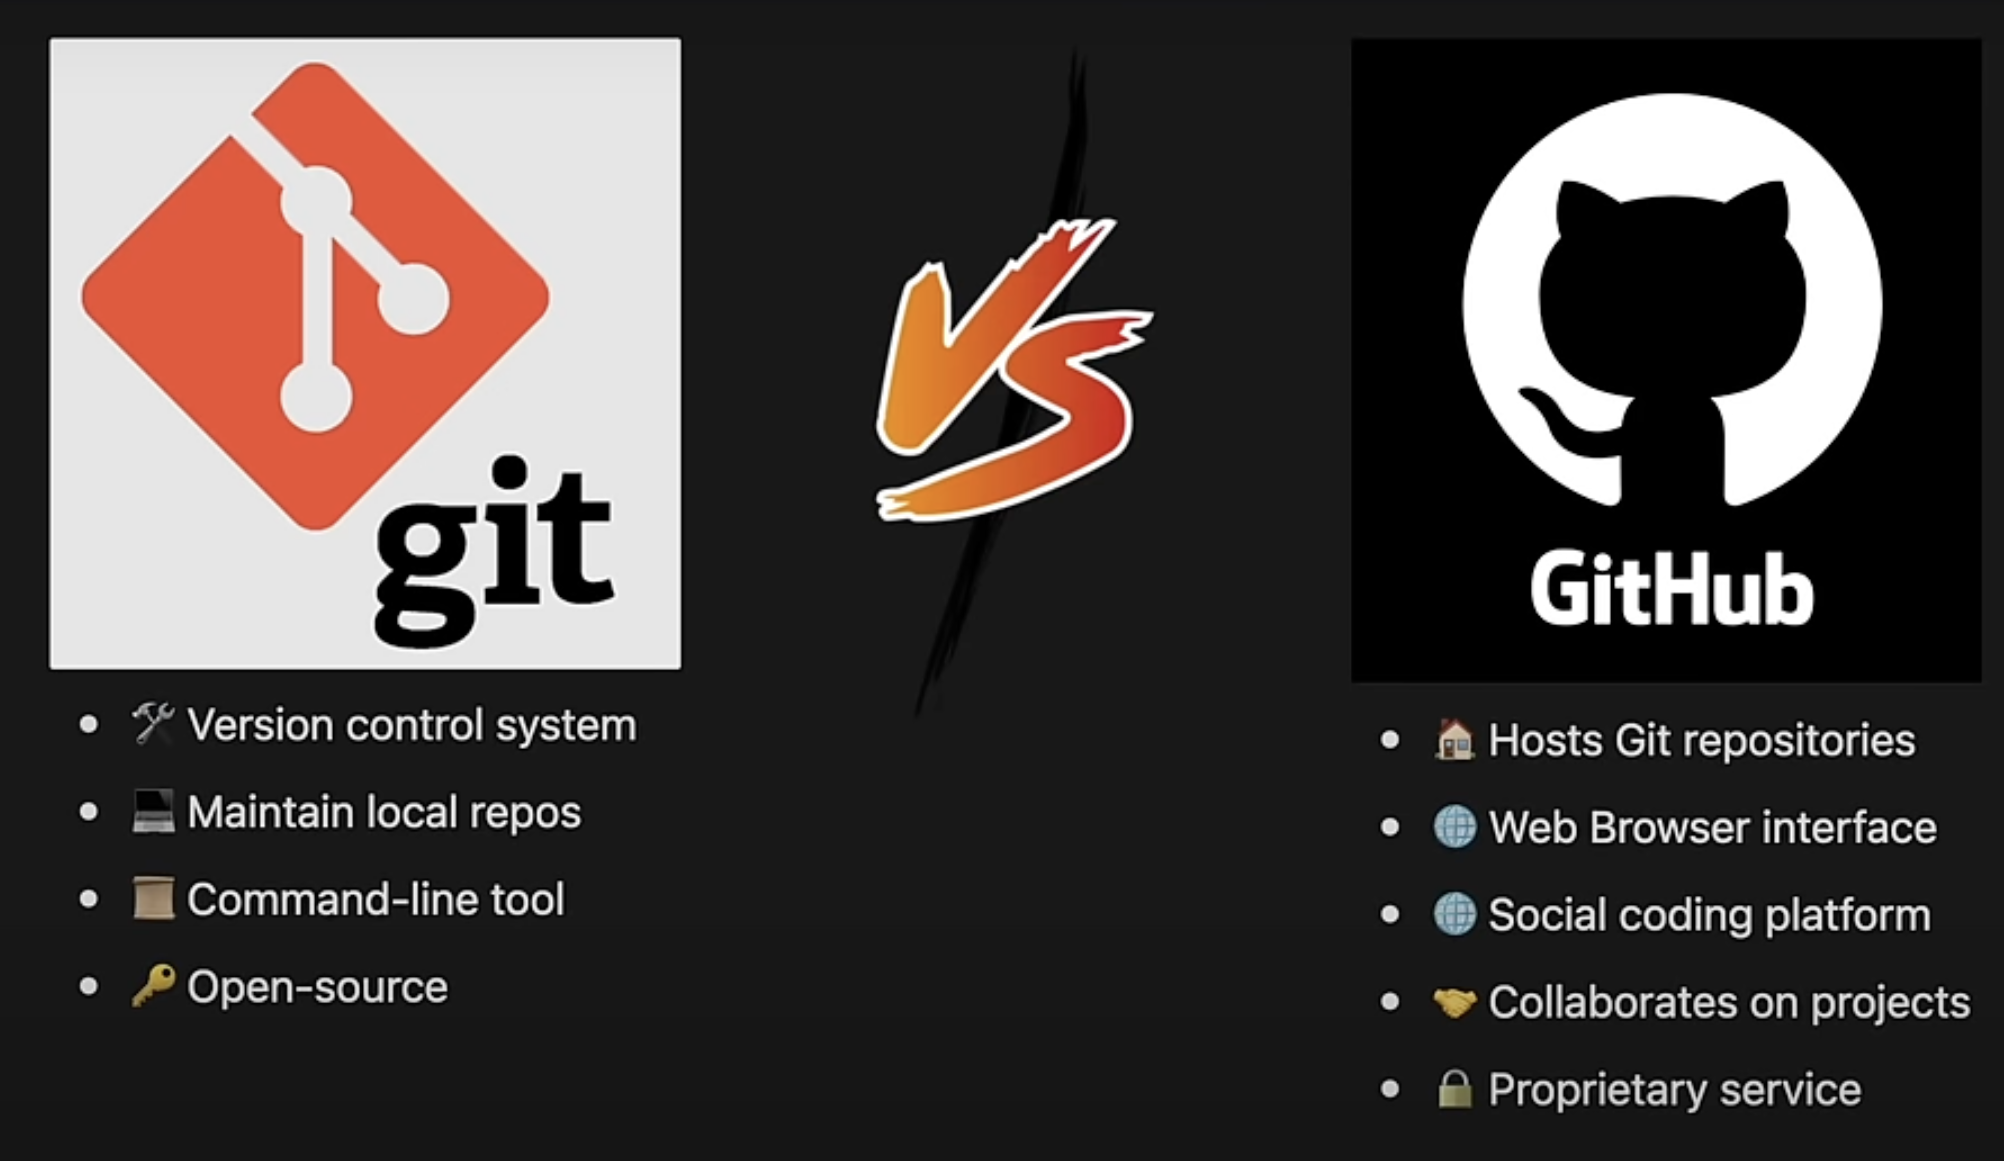 git
VS
GitHub
🛠 Version control system
💻 Maintain local repos
📜 Command-line tool
🔑 Open-source
🏠 Hosts Git repositories
🌐 Web Browser interface
🌐 Social coding platform
🤝 Collaborates on projects
🔒 Proprietary service